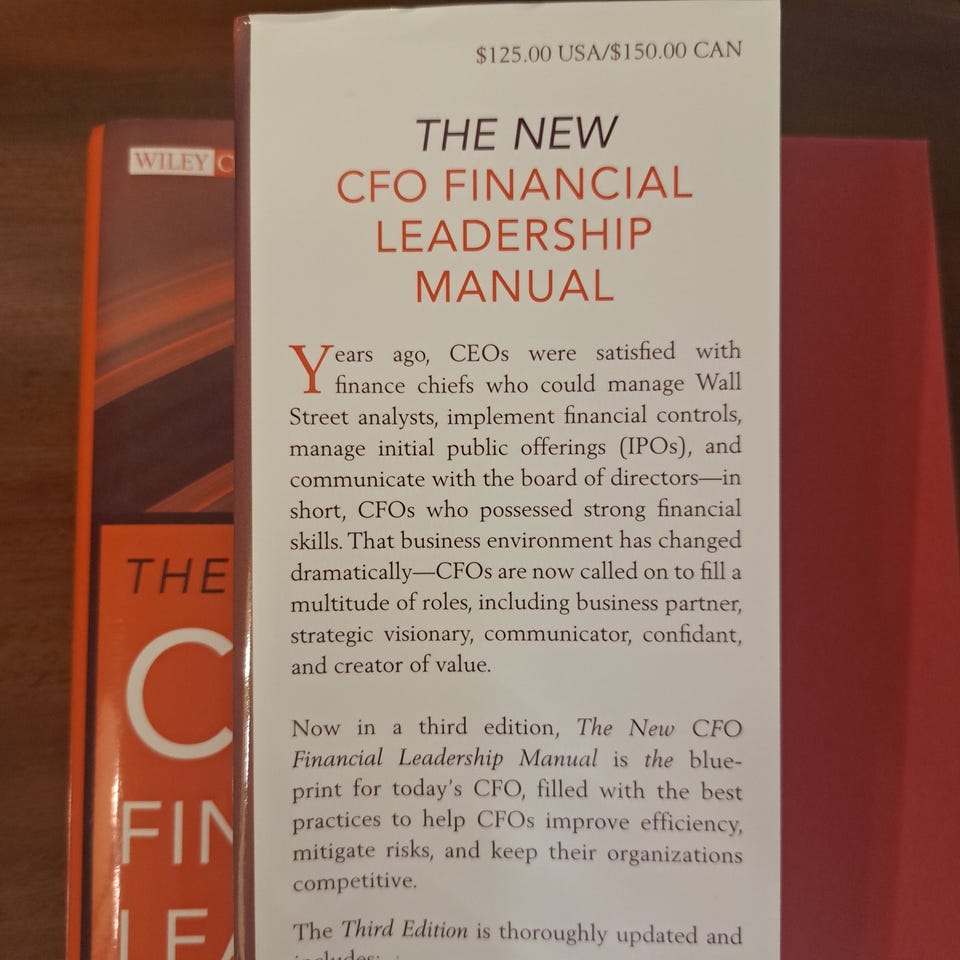 $125.00 USA/$150.00 CAN
THE NEW
CFO FINANCIAL
LEADERSHIP
MANUAL
Years ago, CEOs were satisfied with
finance chiefs who could manage Wall
Street analysts, implement financial controls,
manage initial public offerings (IPOs), and
communicate with the board of directors—in
short, CFOs who possessed strong financial
skills. That business environment has changed
dramatically—CFOs are now called on to fill a
multitude of roles, including business partner,
strategic visionary, communicator, confidant,
and creator of value.
Now in a third edition, The New CFO
Financial Leadership Manual is the blue-
print for today's CFO, filled with the best
practices to help CFOs improve efficiency,
mitigate risks, and keep their organizations
competitive.
The Third Edition is thoroughly updated and
includes:
WILEY C
THE
C
FIN
LEA